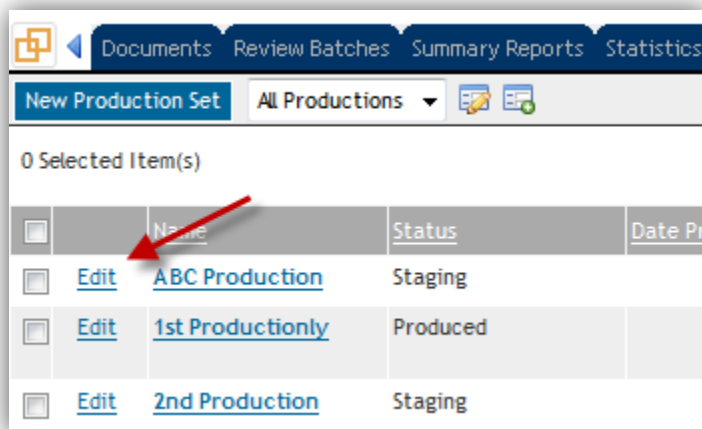 Documents Review Batches Summary Reports Statistics
New Production Set All Productions
0 Selected Item(s)
Name Status Date Pr
Edit ABC Production Staging
Edit 1st Productionly Produced
Edit 2nd Production Staging